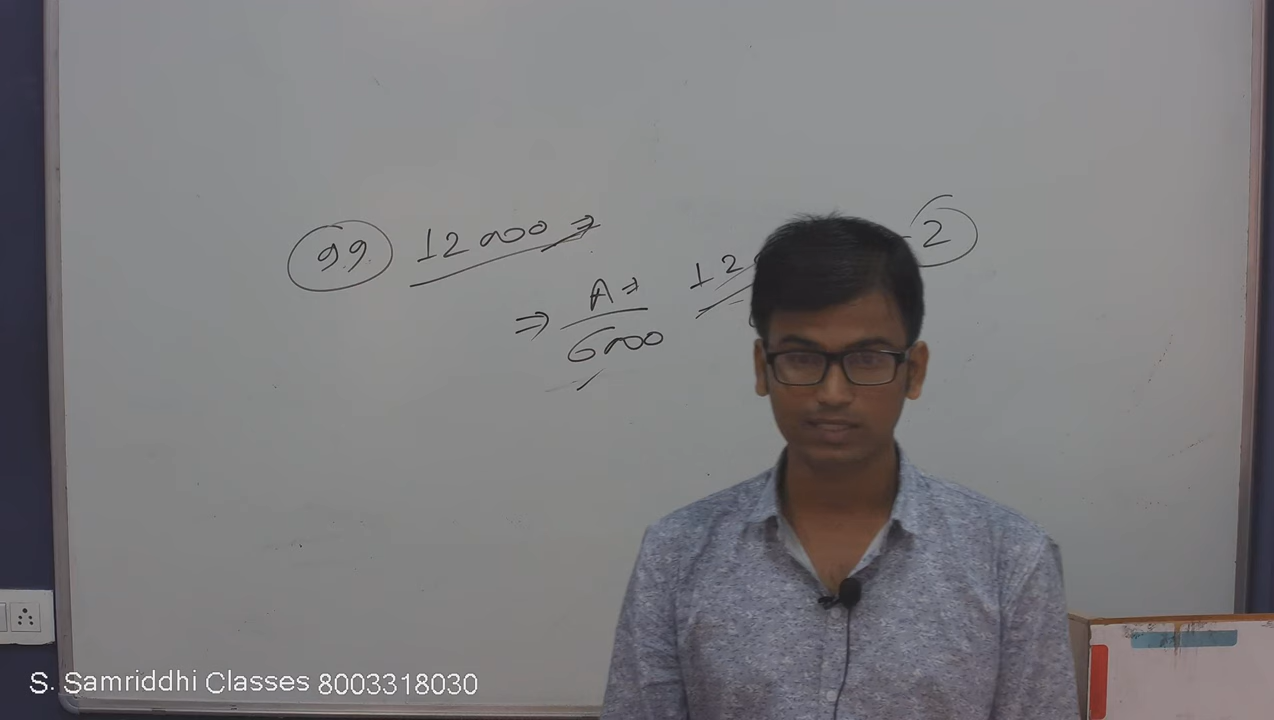 99 12000 ⇒
⇒ A ⇒ 12
6000
2
S. Samriddhi Classes 8003318030